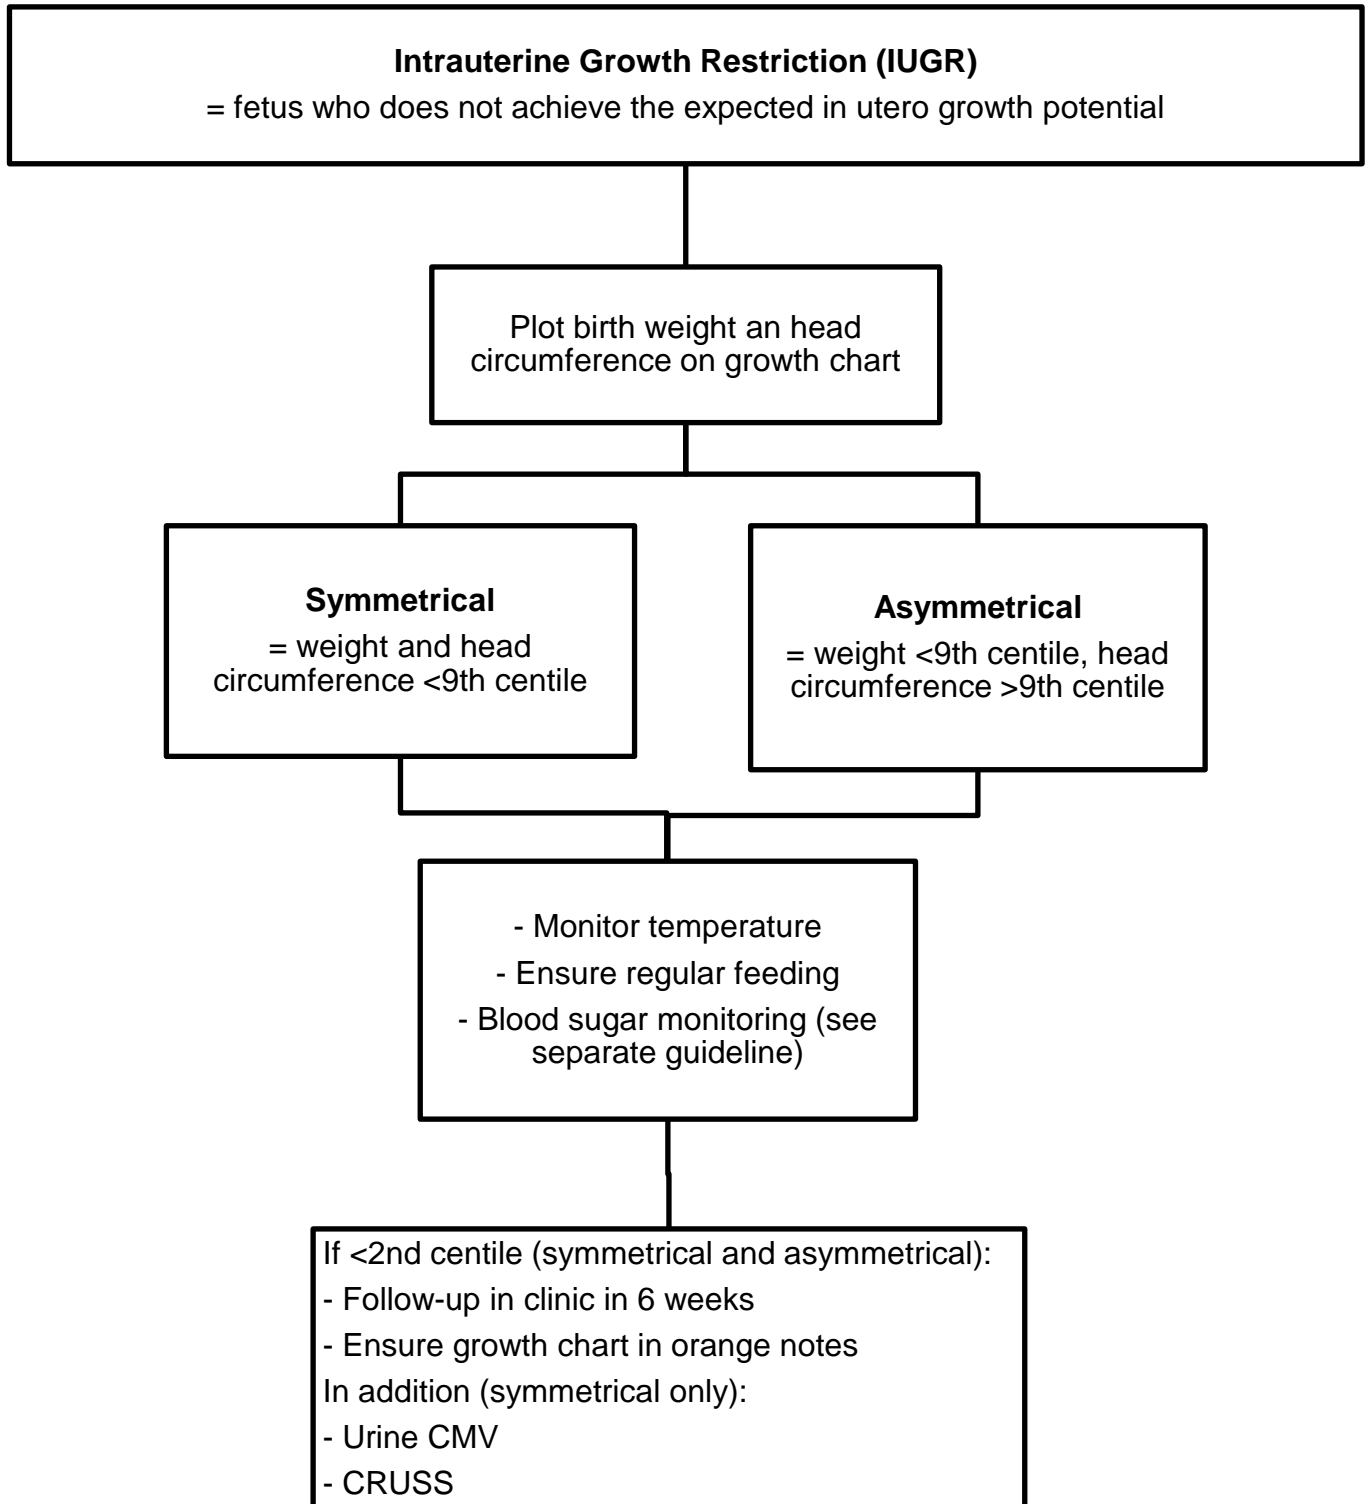 Intrauterine Growth Restriction (IUGR)
= fetus who does not achieve the expected in utero growth potential
Plot birth weight an head
circumference on growth chart
Symmetrical
= weight and head
circumference <9th centile
Asymmetrical
= weight <9th centile, head
circumference >9th centile
- Monitor temperature
- Ensure regular feeding
- Blood sugar monitoring (see
separate guideline)
If <2nd centile (symmetrical and asymmetrical):
- Follow-up in clinic in 6 weeks
- Ensure growth chart in orange notes
In addition (symmetrical only):
- Urine CMV
- CRUSS